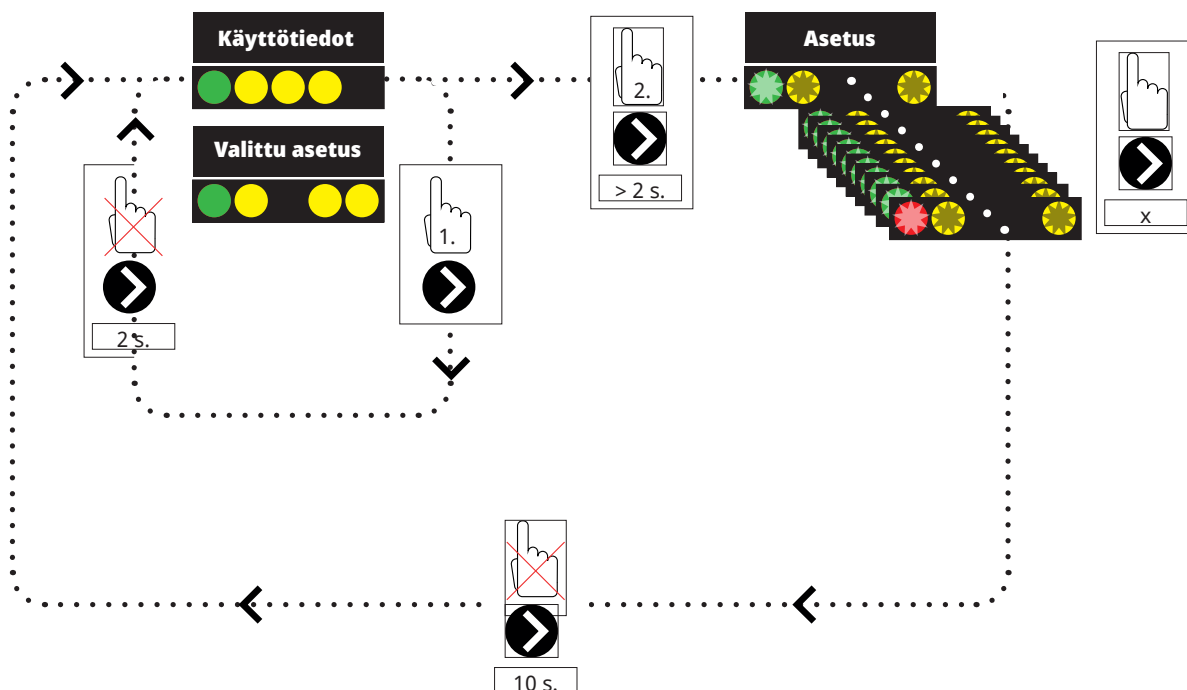 Käyttötiedot
Valittu asetus
2 s.
1.
2.
> 2 s.
Asetus
x
10 s.